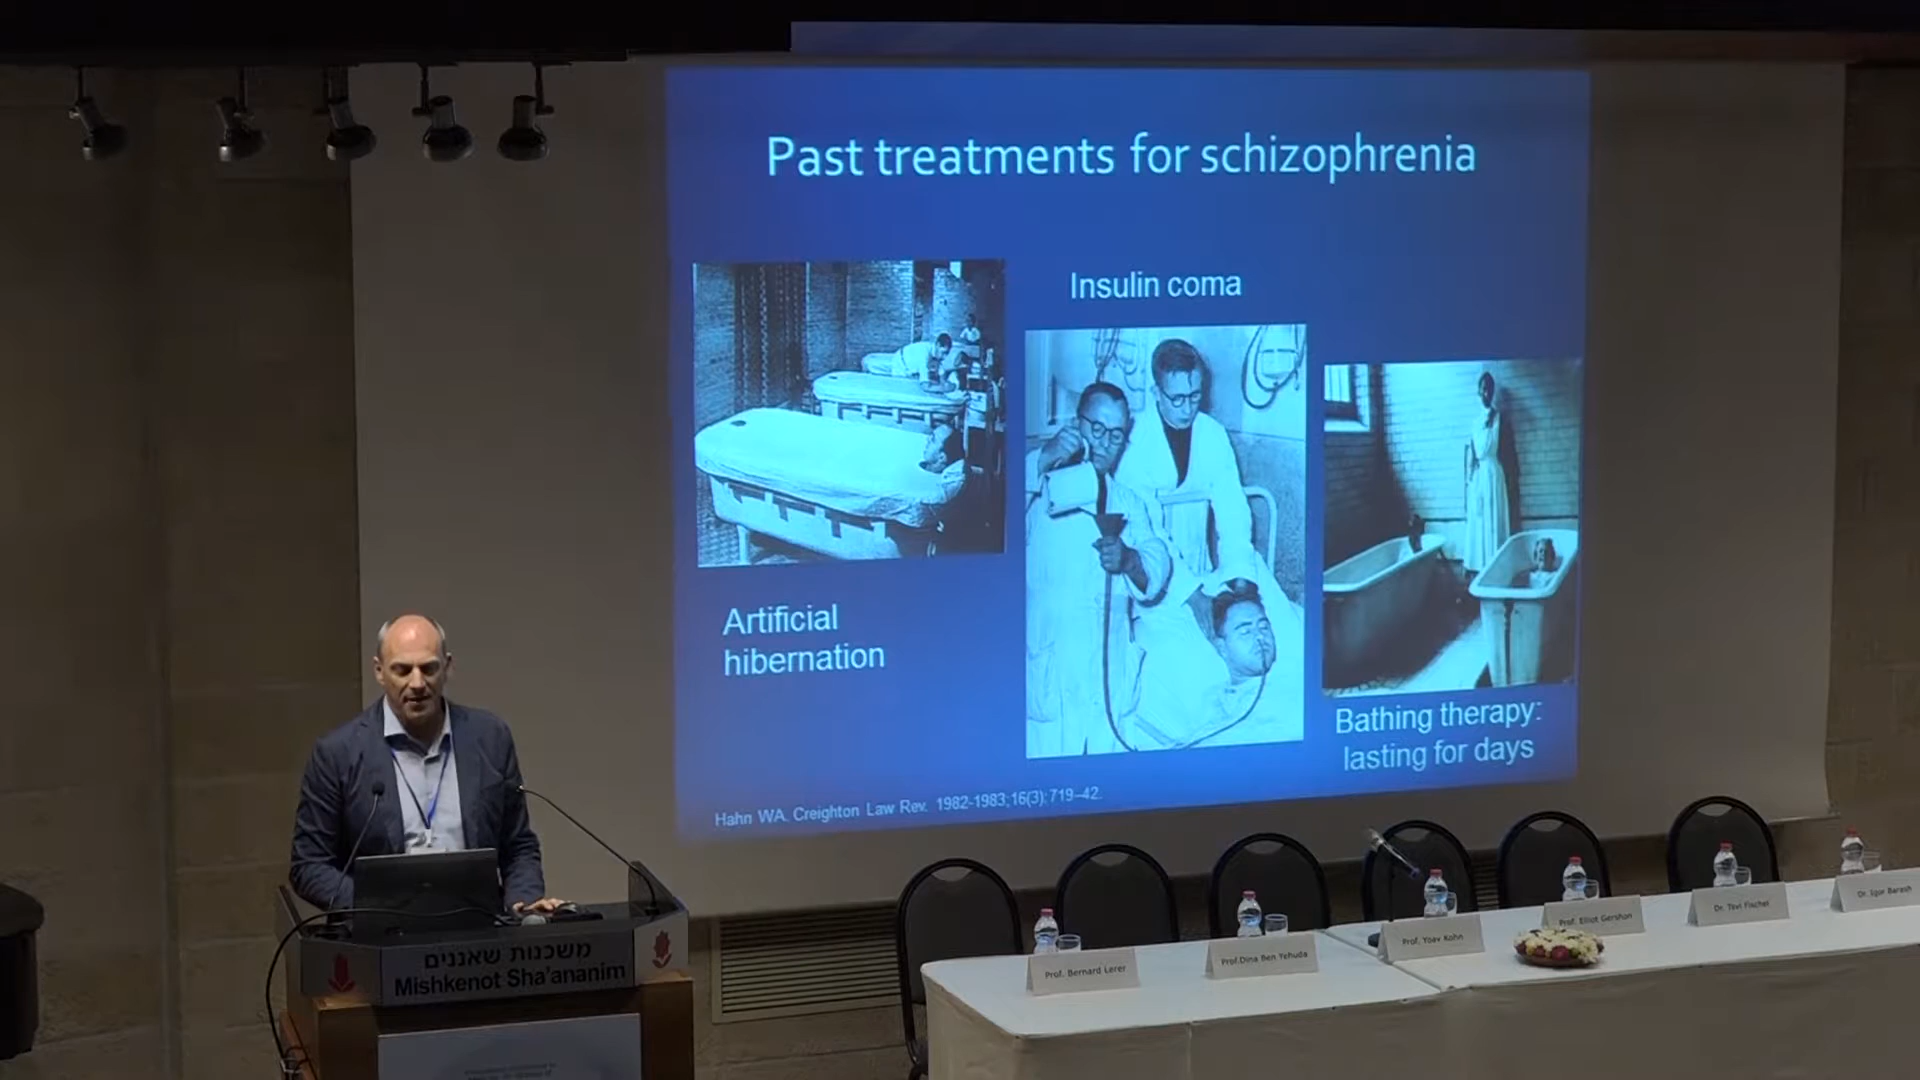 Past treatments for schizophrenia
Insulin coma
Artificial
hibernation
Bathing therapy:
lasting for days
Hahn WA. Creighton Law Rev. 1982-1983;16(3):719–42.
משכנות שאננים
Mishkenot Sha'ananim
Prof. Bernard Lerer
Prof.Dina Ben Yehuda
Prof. Yoav Kohn
Prof. Elliot Gershon
Dr. Tsvi Fischel
Dr. Igor Barash